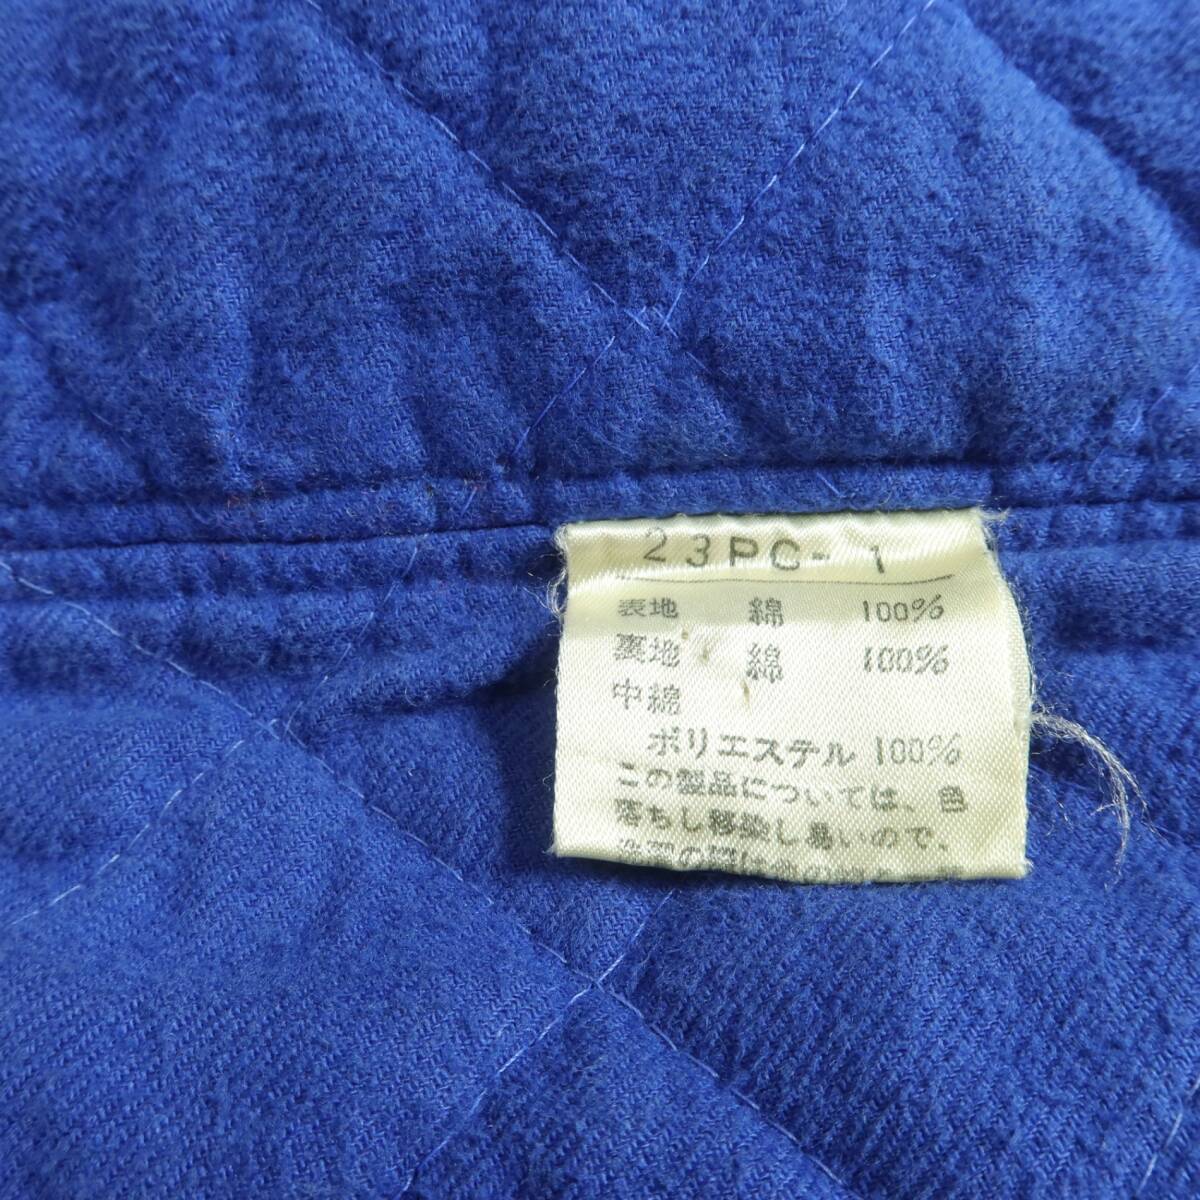 23PC-1
表地 綿 100%
裏地 綿 100%
中綿
ポリエステル 100%
この製品については、色
落ちし移染し易いので、